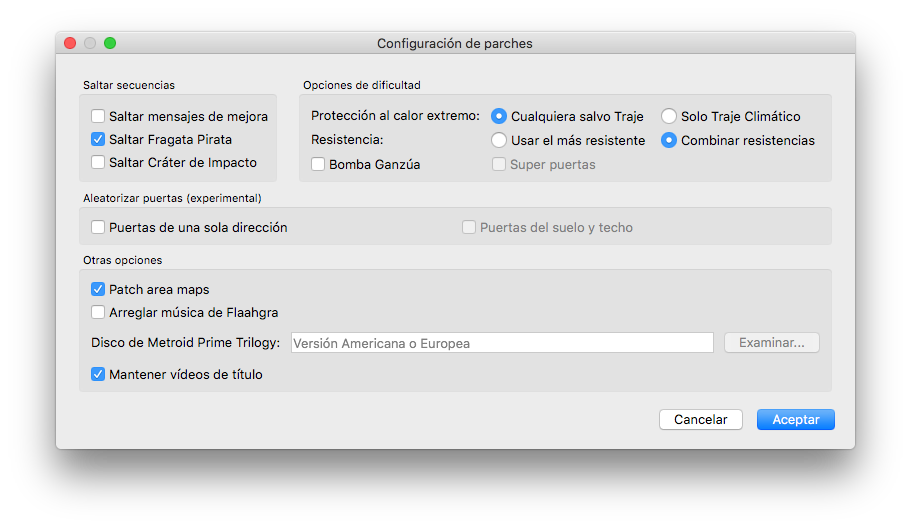 Configuración de parches
Saltar secuencias
Saltar mensajes de mejora
Saltar Fragata Pirata
Saltar Cráter de Impacto
Opciones de dificultad
Protección al calor extremo: Cualquiera salvo Traje Solo Traje Climático
Resistencia: Usar el más resistente Combinar resistencias
Bomba Ganzúa Super puertas
Aleatorizar puertas (experimental)
Puertas de una sola dirección Puertas del suelo y techo
Otras opciones
Patch area maps
Arreglar música de Flaahgra
Disco de Metroid Prime Trilogy: Versión Americana o Europea Examinar...
Mantener vídeos de título
Cancelar Aceptar